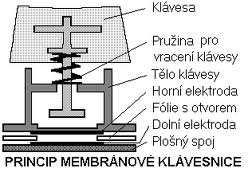 Klávesa
Pružina pro
vracení klávesy
Tělo klávesy
Horní elektroda
Fólie s otvorem
Dolní elektroda
Plošný spoj
PRINCIP MEMBRÁNOVÉ KLÁVESNICE